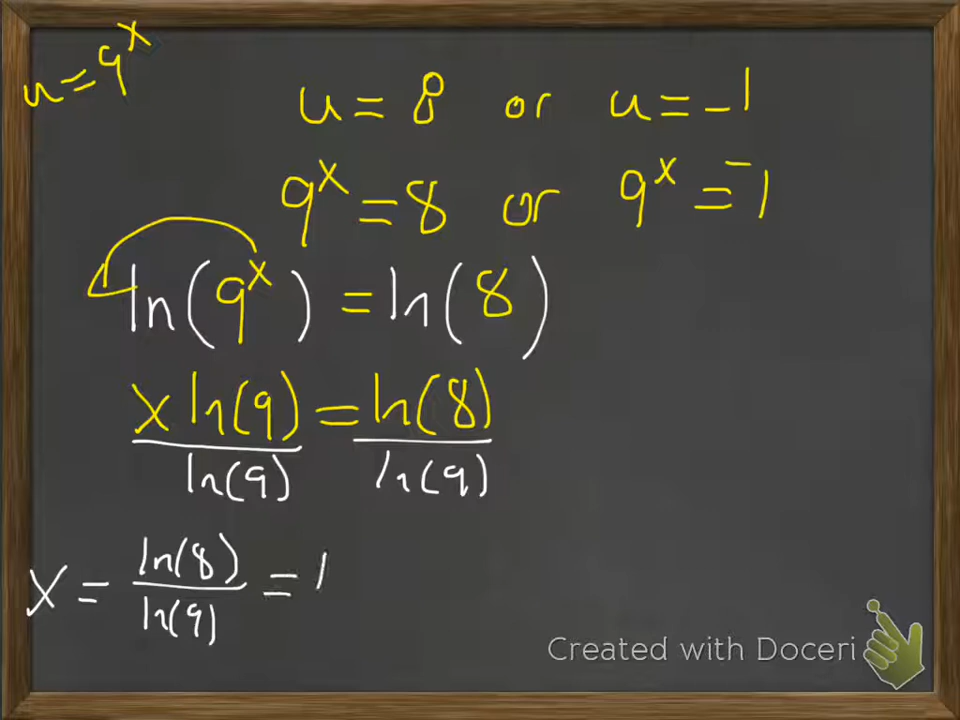 u = 9^x
u = 8 or u = -1
9^x = 8 or 9^x = -1
ln(9^x) = ln(8)
x ln(9) = ln(8)
ln(9) ln(9)
x = ln(8)/ln(9) =
Created with Doceri